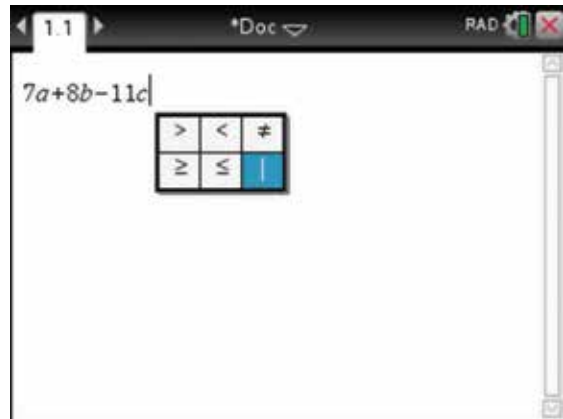 1.1 *Doc RAD
7a+8b−11c
> < ≠
≥ ≤ |